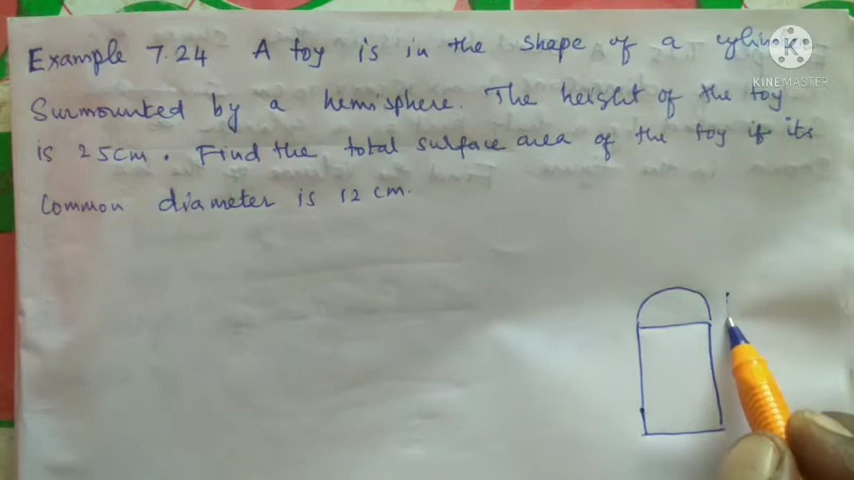 Example 7.24 A toy is in the shape of a cylinder
Surmounted by a hemisphere. The height of the toy
is 25cm. Find the total surface area of the toy if its
Common diameter is 12 cm.
K
KINEMASTER